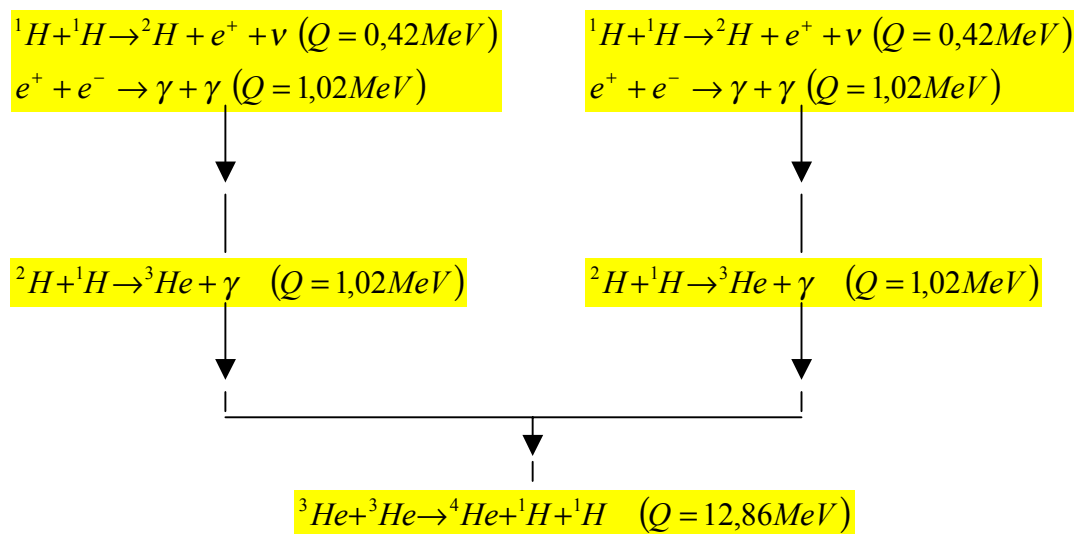 ¹H+¹H→²H + e⁺ + ν (Q = 0,42MeV)
e⁺ + e⁻ → γ + γ (Q = 1,02MeV)
¹H+¹H→²H + e⁺ + ν (Q = 0,42MeV)
e⁺ + e⁻ → γ + γ (Q = 1,02MeV)
²H+¹H→³He + γ (Q = 1,02MeV)
²H+¹H→³He + γ (Q = 1,02MeV)
³He+³He→⁴He+¹H+¹H (Q = 12,86MeV)